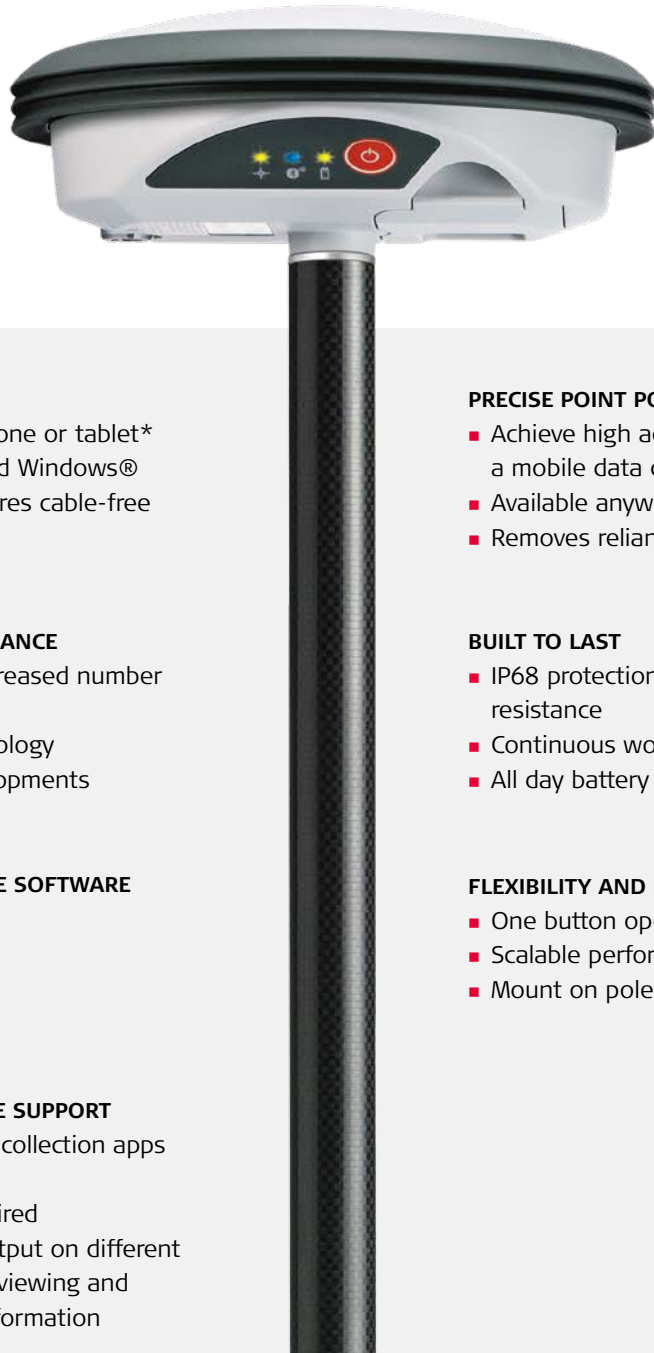 one or tablet*
d Windows®
res cable-free
ANCE
reased number
ology
opments
E SOFTWARE
E SUPPORT
collection apps
ired
tput on different
viewing and
formation
PRECISE POINT PO
■ Achieve high ac
a mobile data c
■ Available anyw
■ Removes relian
BUILT TO LAST
■ IP68 protection
resistance
■ Continuous wo
■ All day battery
FLEXIBILITY AND
■ One button ope
■ Scalable perfor
■ Mount on pole